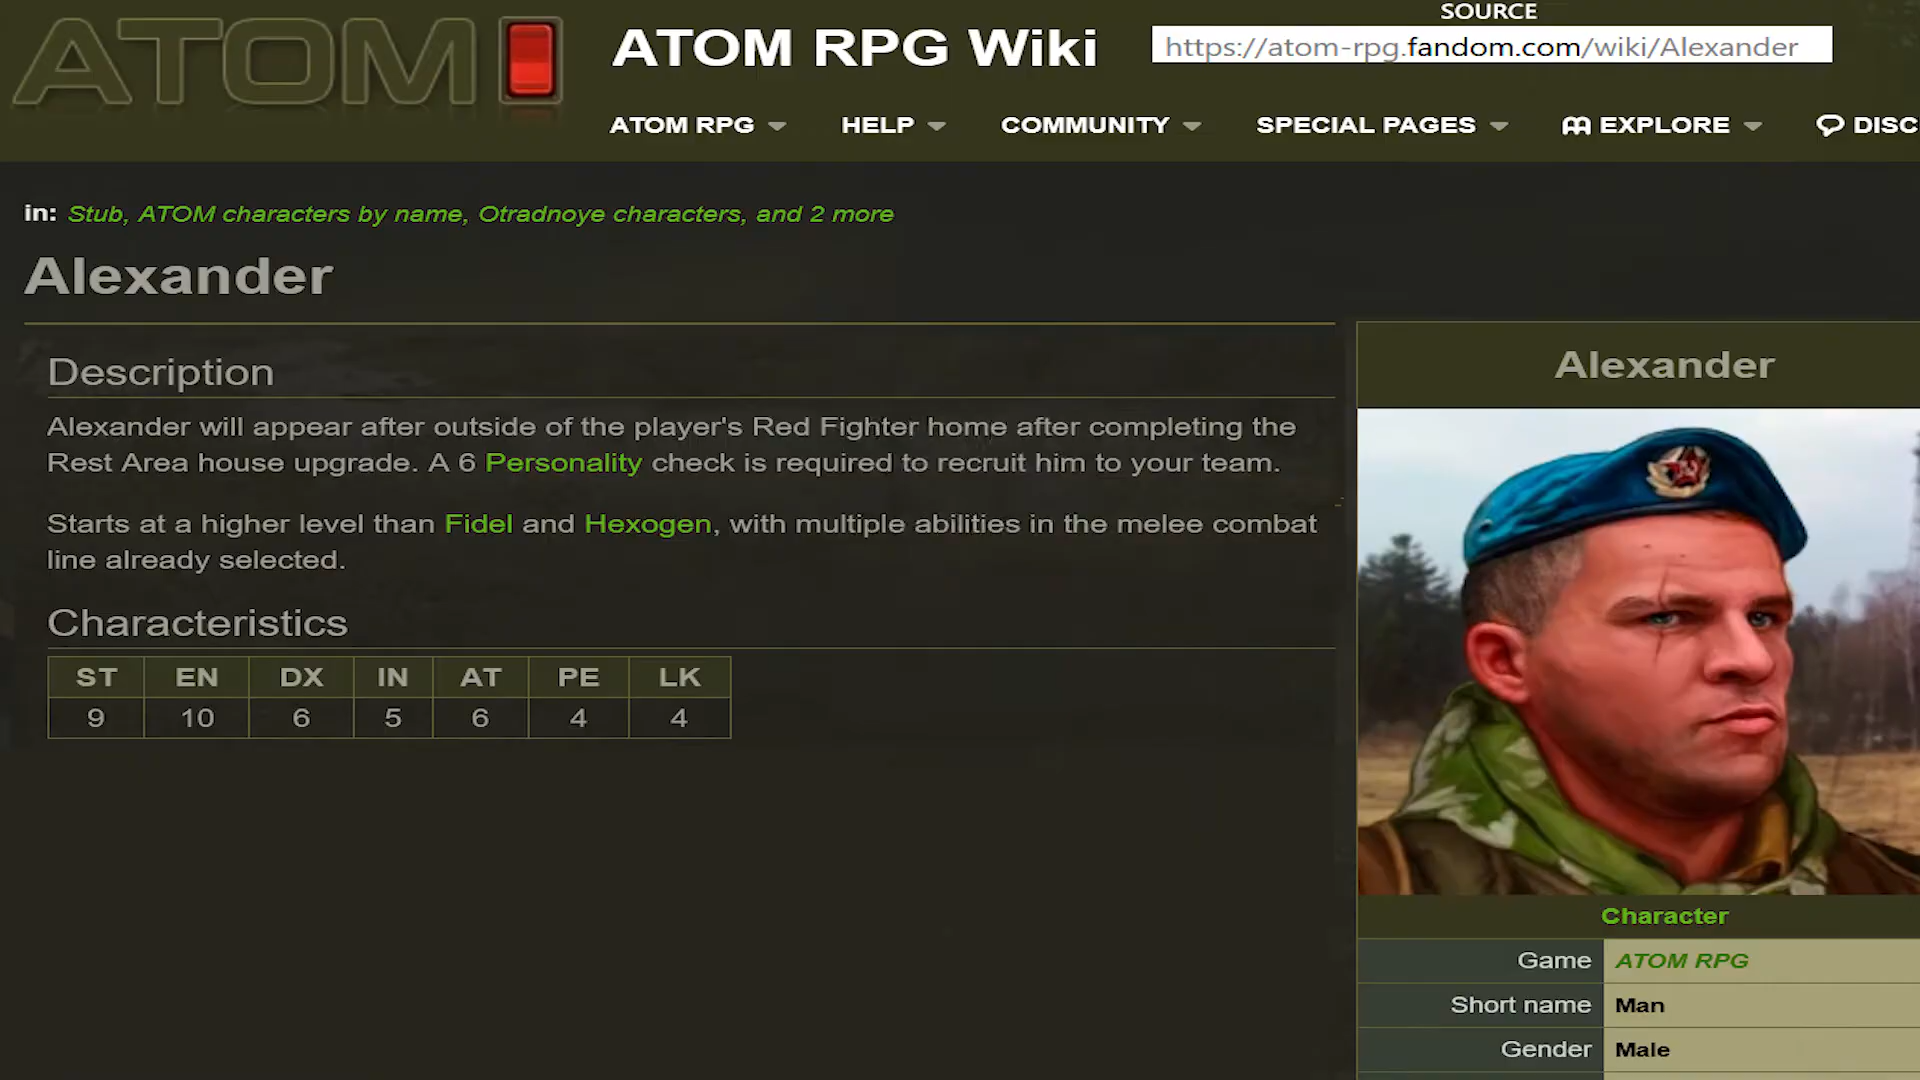 ATOM
ATOM RPG Wiki
SOURCE
https://atom-rpg.fandom.com/wiki/Alexander
ATOM RPG HELP COMMUNITY SPECIAL PAGES EXPLORE DISC
in: Stub, ATOM characters by name, Otradnoye characters, and 2 more
Alexander
Description
Alexander will appear after outside of the player's Red Fighter home after completing the
Rest Area house upgrade. A 6 Personality check is required to recruit him to your team.
Starts at a higher level than Fidel and Hexogen, with multiple abilities in the melee combat
line already selected.
Characteristics
ST EN DX IN AT PE LK
9 10 6 5 6 4 4
Alexander
Character
Game ATOM RPG
Short name Man
Gender Male